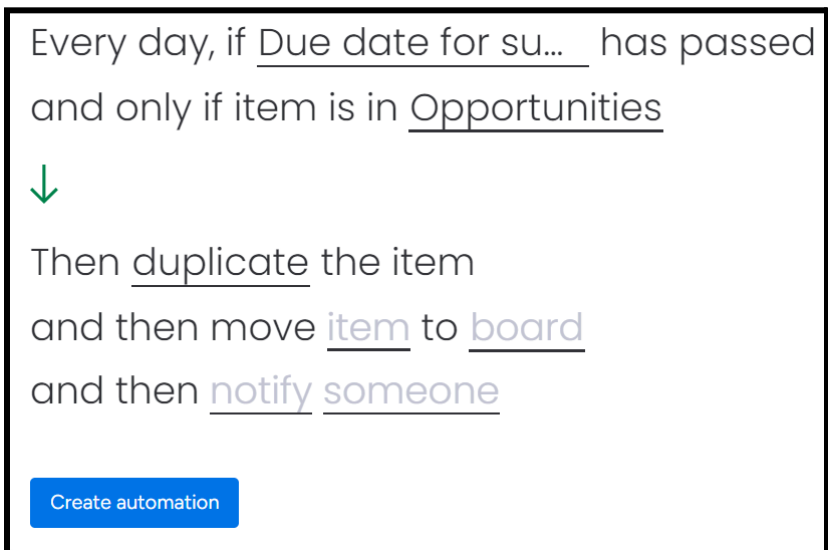 Every day, if Due date for su... has passed
and only if item is in Opportunities
Then duplicate the item
and then move item to board
and then notify someone
Create automation